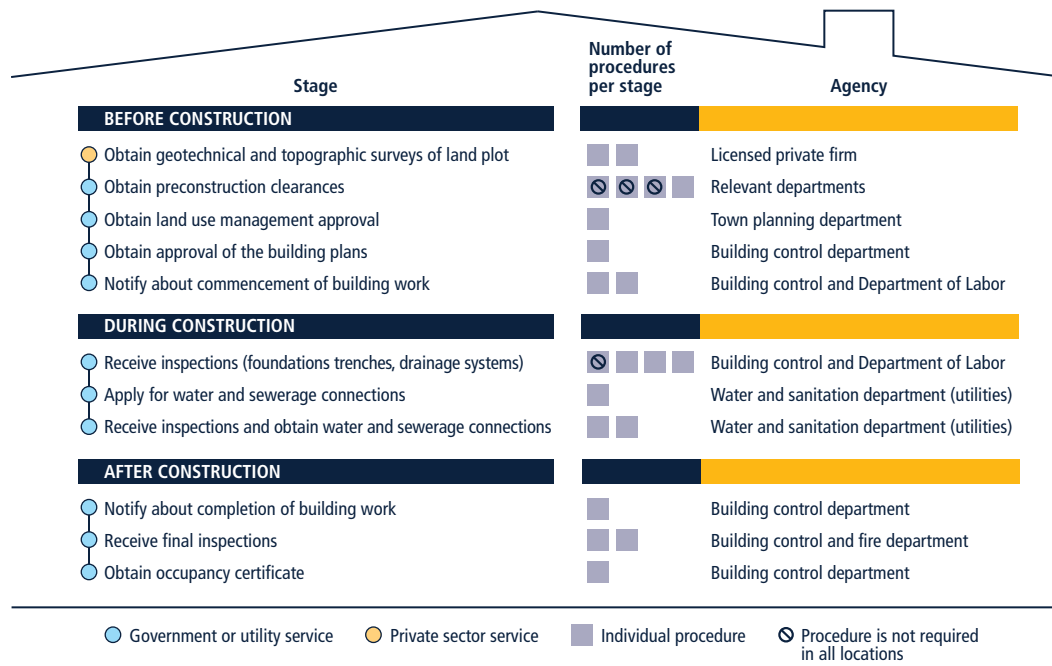 Stage
Number of
procedures
per stage
Agency
BEFORE CONSTRUCTION
Obtain geotechnical and topographic surveys of land plot
Licensed private firm
Obtain preconstruction clearances
Relevant departments
Obtain land use management approval
Town planning department
Obtain approval of the building plans
Building control department
Notify about commencement of building work
Building control and Department of Labor
DURING CONSTRUCTION
Receive inspections (foundations trenches, drainage systems)
Building control and Department of Labor
Apply for water and sewerage connections
Water and sanitation department (utilities)
Receive inspections and obtain water and sewerage connections
Water and sanitation department (utilities)
AFTER CONSTRUCTION
Notify about completion of building work
Building control department
Receive final inspections
Building control and fire department
Obtain occupancy certificate
Building control department
Government or utility service
Private sector service
Individual procedure
Procedure is not required
in all locations